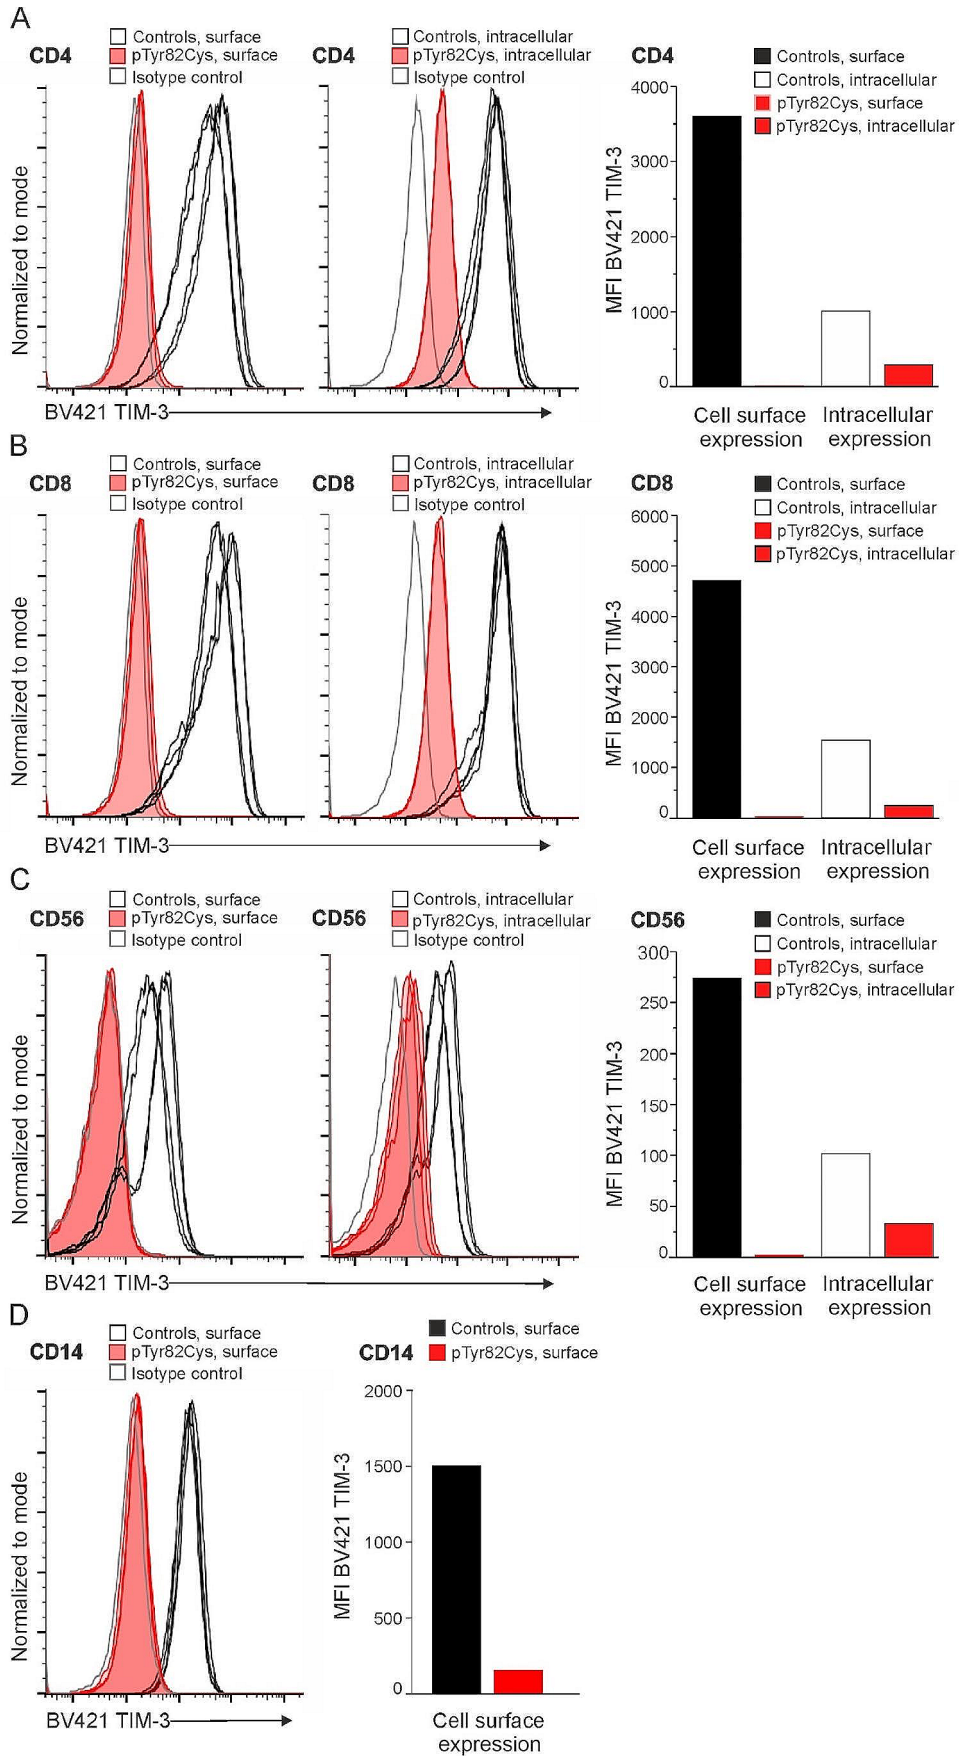 A
CD4
Controls, surface
pTyr82Cys, surface
Isotype control
CD4
Controls, intracellular
pTyr82Cys, intracellular
Isotype control
CD4
Controls, surface
Controls, intracellular
pTyr82Cys, surface
pTyr82Cys, intracellular
Normalized to mode
BV421 TIM-3
MFI BV421 TIM-3
4000
3000
2000
1000
0
Cell surface
expression
Intracellular
expression
B
CD8
Controls, surface
pTyr82Cys, surface
Isotype control
CD8
Controls, intracellular
pTyr82Cys, intracellular
Isotype control
CD8
Controls, surface
Controls, intracellular
pTyr82Cys, surface
pTyr82Cys, intracellular
Normalized to mode
BV421 TIM-3
MFI BV421 TIM-3
6000
5000
4000
3000
2000
1000
0
Cell surface
expression
Intracellular
expression
C
CD56
Controls, surface
pTyr82Cys, surface
Isotype control
CD56
Controls, intracellular
pTyr82Cys, intracellular
Isotype control
CD56
Controls, surface
Controls, intracellular
pTyr82Cys, surface
pTyr82Cys, intracellular
Normalized to mode
BV421 TIM-3
MFI BV421 TIM-3
300
250
200
150
100
50
0
Cell surface
expression
Intracellular
expression
D
CD14
Controls, surface
pTyr82Cys, surface
Isotype control
CD14
Controls, surface
pTyr82Cys, surface
Normalized to mode
BV421 TIM-3
MFI BV421 TIM-3
2000
1500
1000
500
0
Cell surface
expression